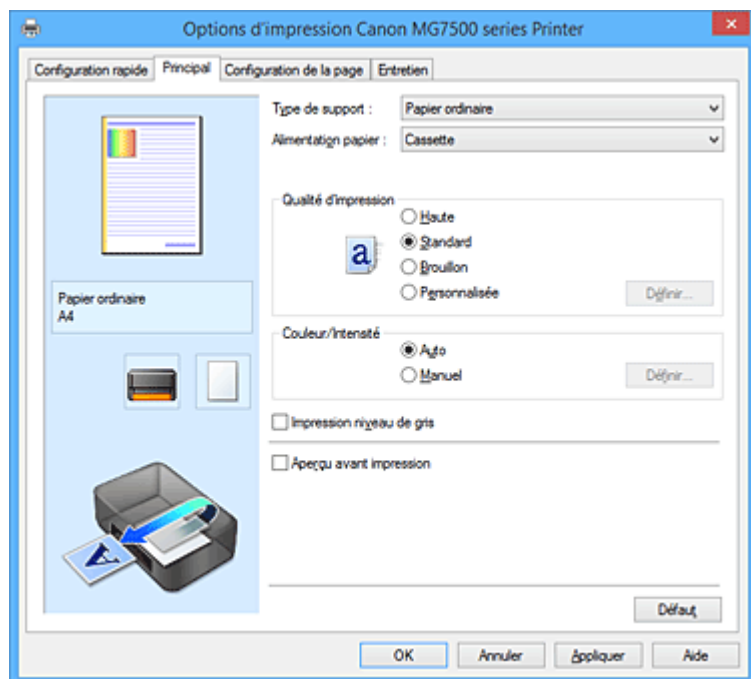 Options d'impression Canon MG7500 series Printer
Configuration rapide Principal Configuration de la page Entretien
Type de support : Papier ordinaire
Alimentation papier : Cassette
Qualité d'impression
Haute
a Standard
Brouillon
Papier ordinaire Personnalisée Définir...
A4
Couleur/Intensité
Auto
Manuel Définir...
Impression niveau de gris
Aperçu avant impression
A
Défaut
OK Annuler Appliquer Aide